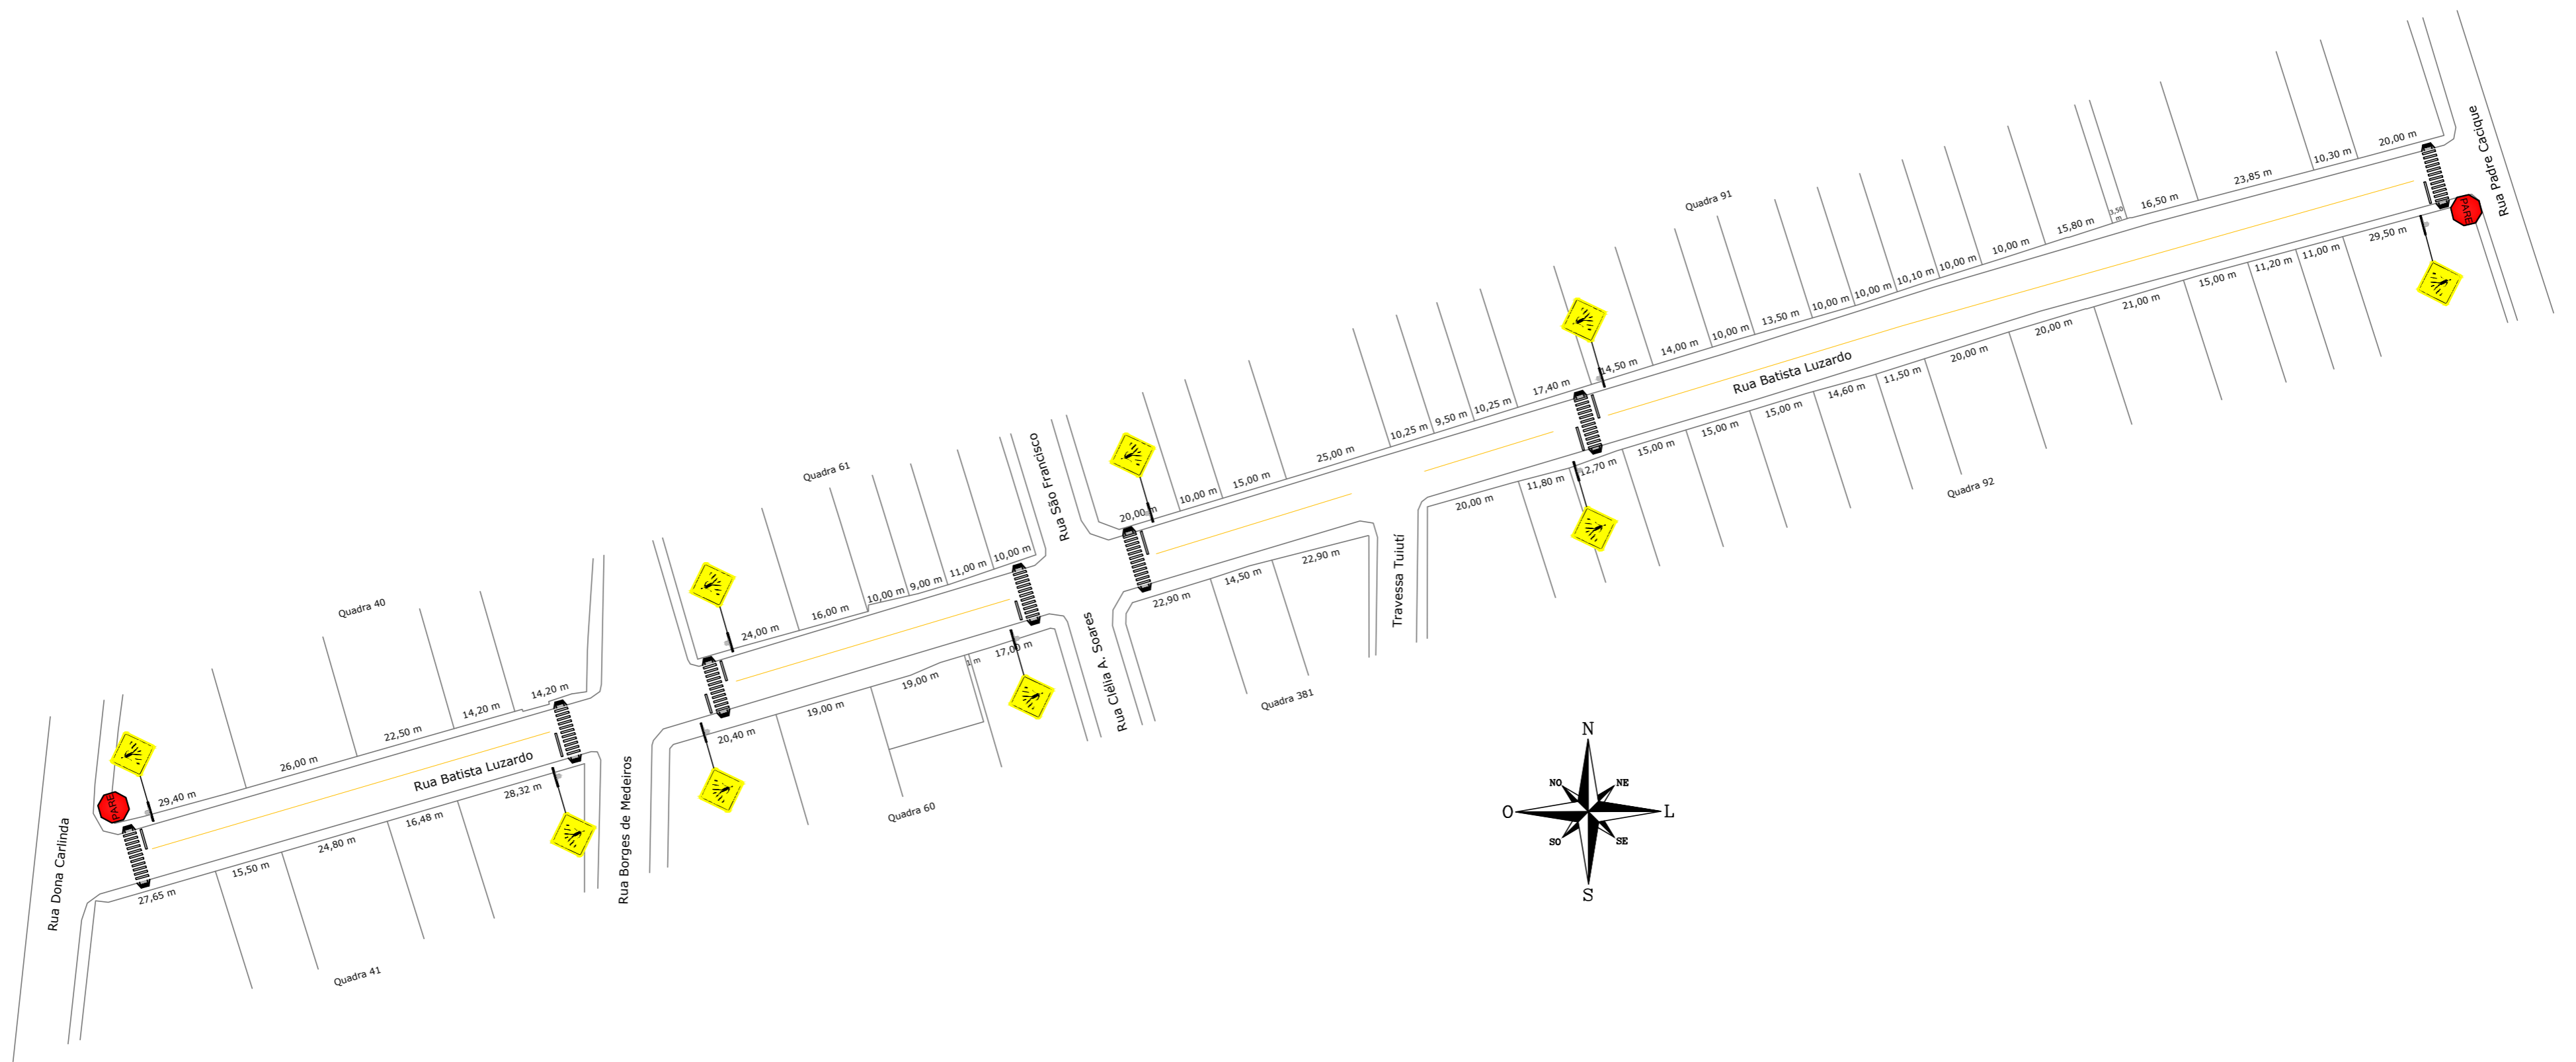 Rua Dona Carlinda
PARE
Quadra 40
29,40 m
26,00 m
22,50 m
14,20 m
14,20 m
Rua Batista Luzardo
27,65 m
15,50 m
24,80 m
16,48 m
28,32 m
Quadra 41
Rua Borges de Medeiros
Quadra 61
24,00 m
16,00 m
10,00 m
9,00 m
11,00 m
10,00 m
20,40 m
19,00 m
19,00 m
1 m
17,00 m
Quadra 60
Rua São Francisco
Rua Cléia A. Soares
Quadra 91
20,00 m
10,00 m
15,00 m
25,00 m
10,25 m
9,50 m
10,25 m
17,40 m
14,50 m
14,00 m
10,00 m
13,50 m
10,00 m
10,00 m
10,10 m
10,00 m
10,00 m
15,80 m
3,50
m
16,50 m
23,85 m
10,30 m
20,00 m
22,90 m
14,50 m
22,90 m
Quadra 381
Travessa Tuiutí
Rua Batista Luzardo
20,00 m
11,80 m
12,70 m
15,00 m
15,00 m
15,00 m
14,60 m
11,50 m
20,00 m
20,00 m
21,00 m
15,00 m
11,20 m
11,00 m
29,50 m
Quadra 92
PARE
Rua Padre Cacique
N
NO
NE
O
L
SO
SE
S